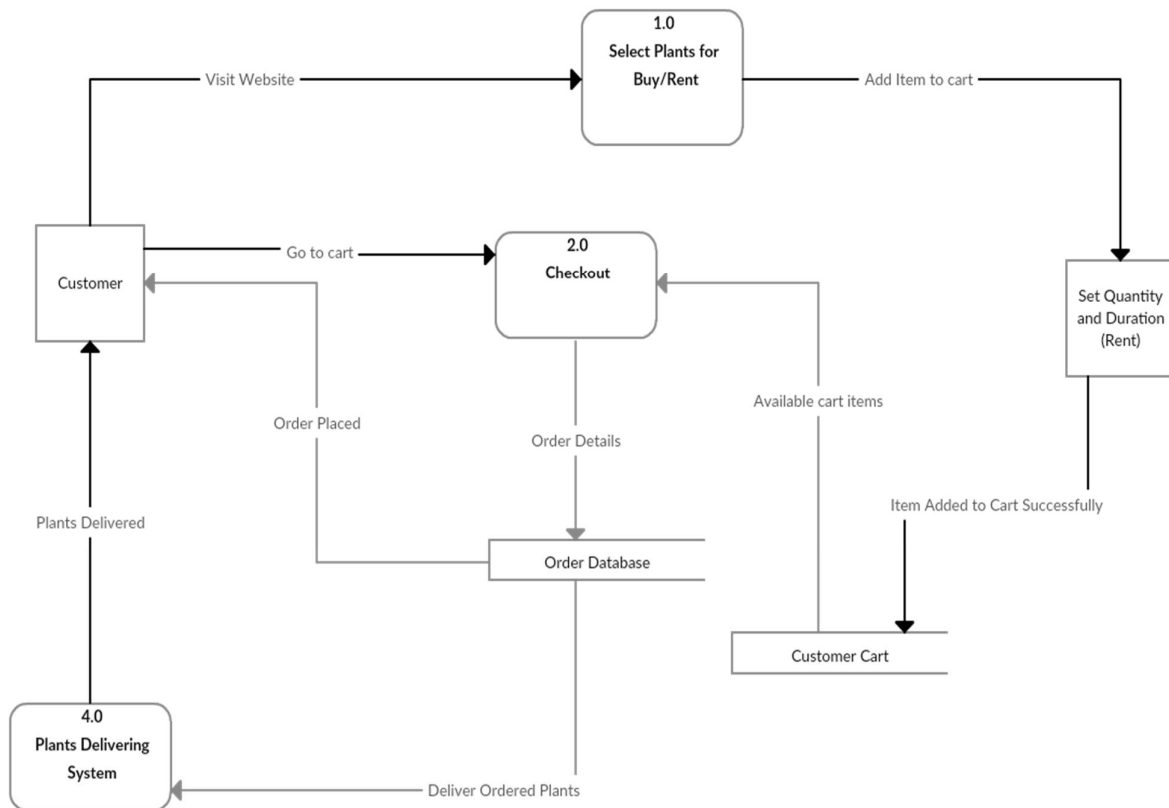 1.0
Select Plants for
Buy/Rent
Visit Website
Add Item to cart
2.0
Checkout
Go to cart
Customer
Set Quantity
and Duration
(Rent)
Available cart items
Order Placed
Order Details
Item Added to Cart Successfully
Plants Delivered
Order Database
Customer Cart
4.0
Plants Delivering
System
Deliver Ordered Plants